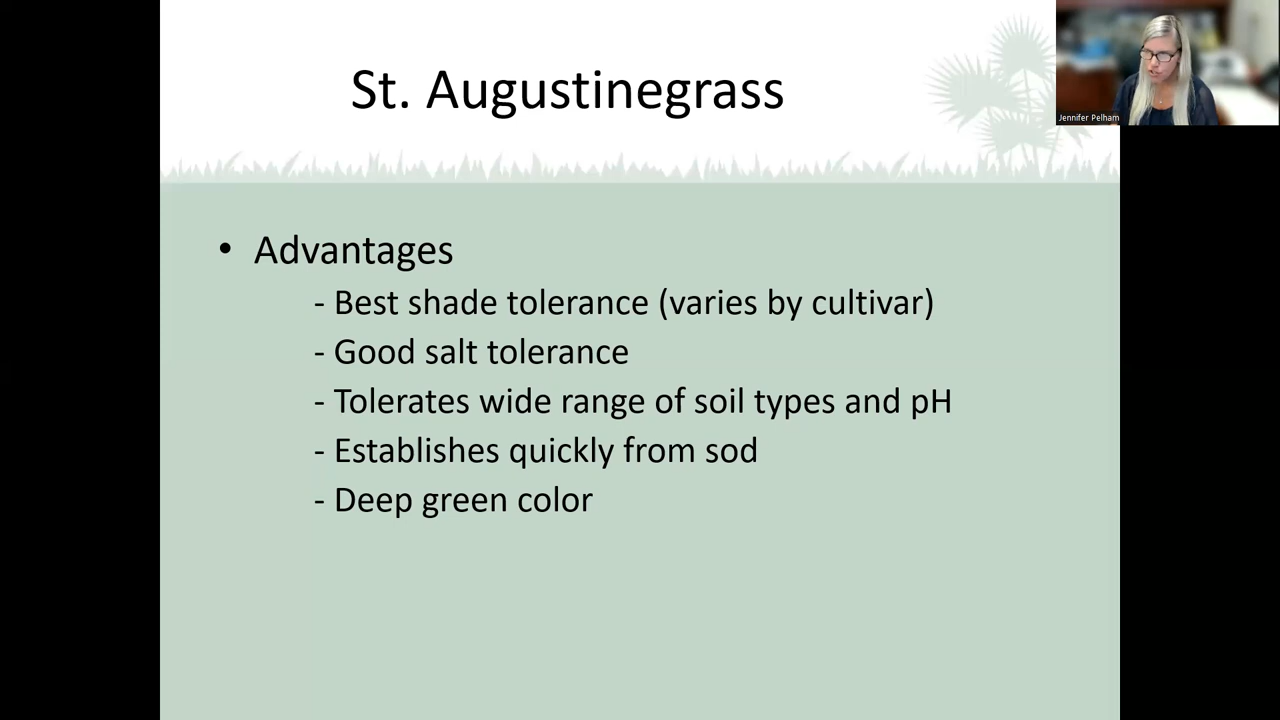 St. Augustinegrass
Jennifer Pelham
• Advantages
- Best shade tolerance (varies by cultivar)
- Good salt tolerance
- Tolerates wide range of soil types and pH
- Establishes quickly from sod
- Deep green color